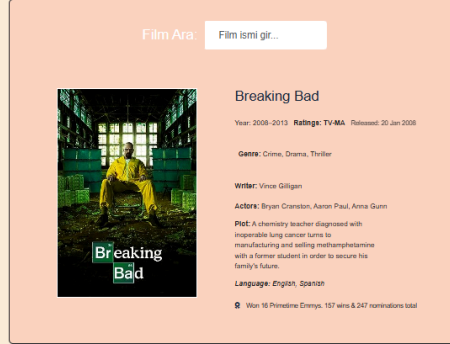 Film Ara:
Film ismi gir...
Breaking Bad
Year: 2008–2013 Ratings: TV-MA Released: 20 Jan 2008
Genre: Crime, Drama, Thriller
Writer: Vince Gilligan
Actors: Bryan Cranston, Aaron Paul, Anna Gunn
Plot: A chemistry teacher diagnosed with
inoperable lung cancer turns to
manufacturing and selling methamphetamine
with a former student in order to secure his
family's future.
Language: English, Spanish
Won 16 Primetime Emmys. 157 wins & 247 nominations total
Breaking
Bad